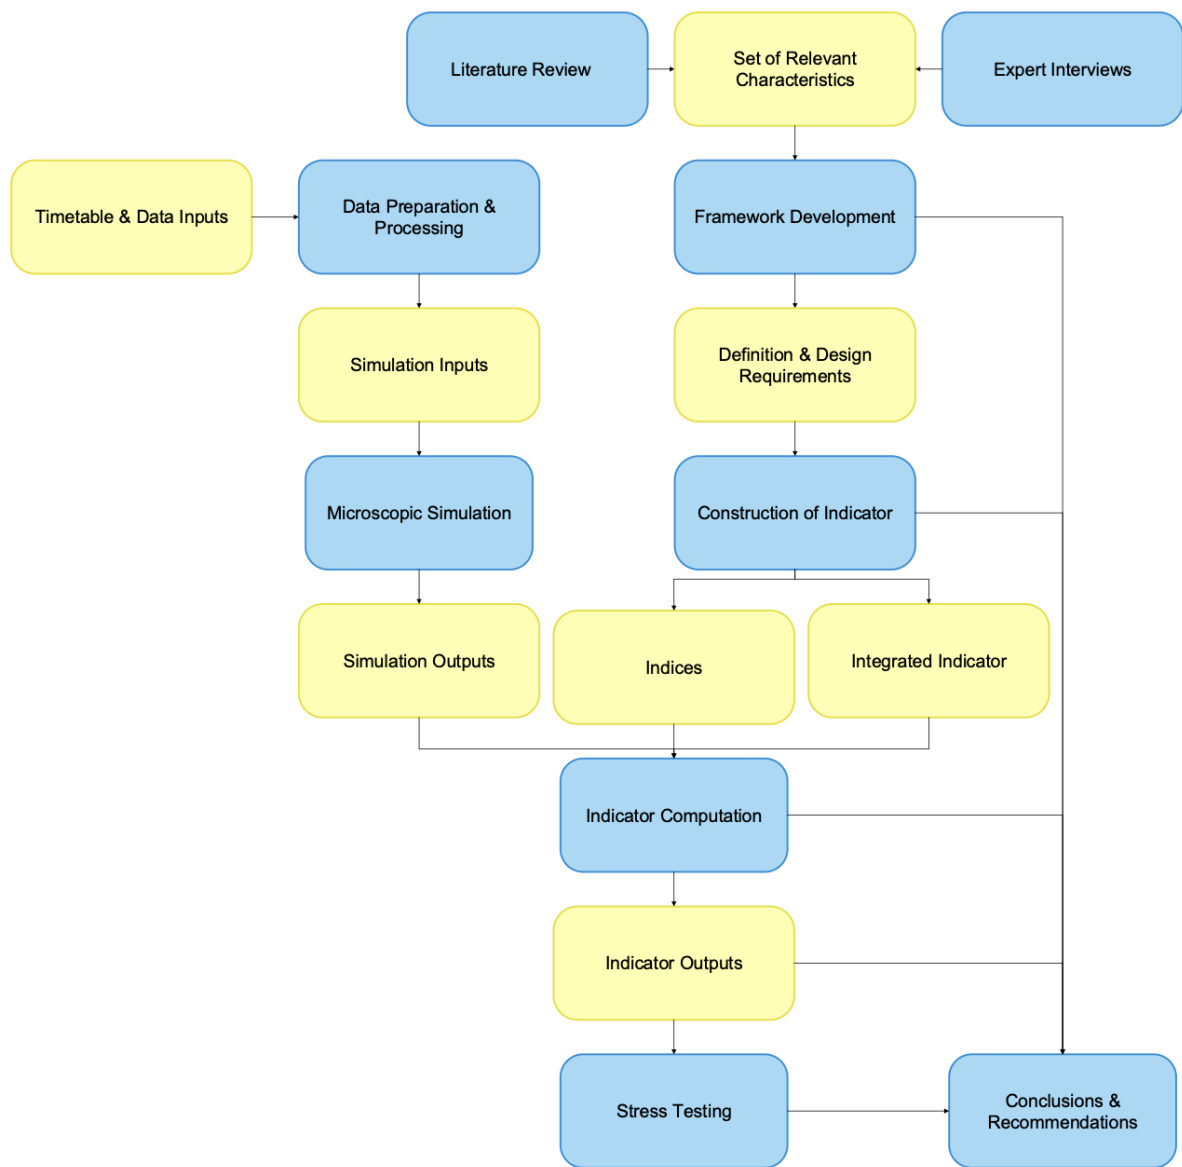 Literature Review
Set of Relevant
Characteristics
Expert Interviews
Timetable & Data Inputs
Data Preparation &
Processing
Framework Development
Simulation Inputs
Definition & Design
Requirements
Microscopic Simulation
Construction of Indicator
Simulation Outputs
Indices
Integrated Indicator
Indicator Computation
Indicator Outputs
Stress Testing
Conclusions &
Recommendations